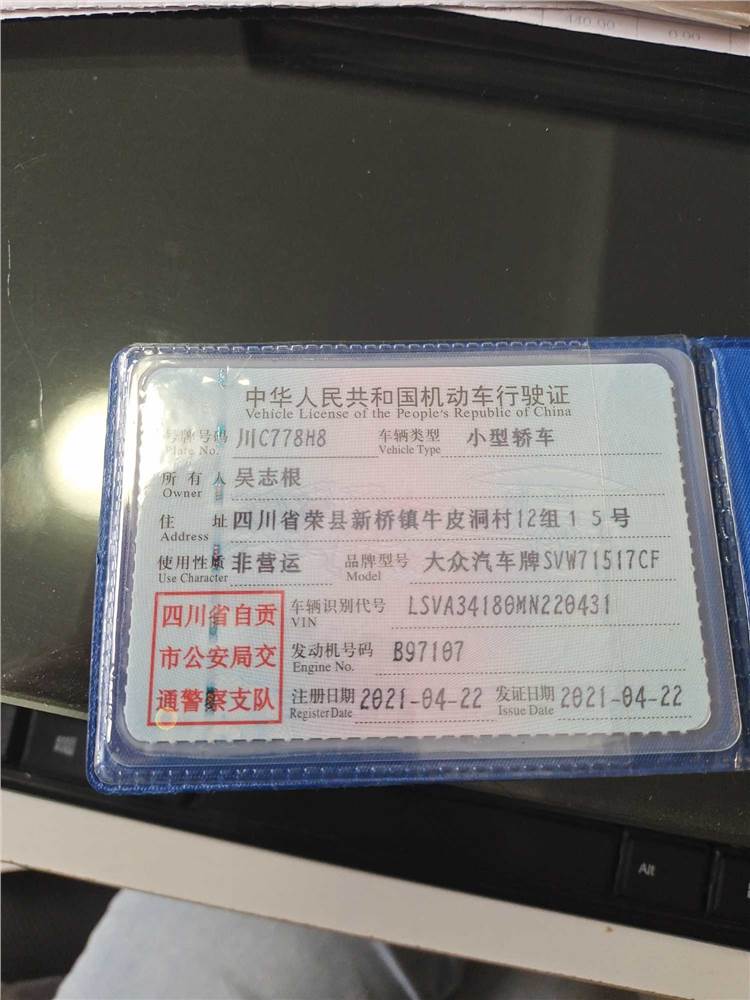 440.90
0.00
中华人民共和国机动车行驶证
Vehicle License of the People's Republic of China
号牌号码 川C778H8 车辆类型 小型轿车
Plate No. Vehicle Type
所有人 吴志根
Owner
住址 四川省荣县新桥镇牛皮洞村12组15号
Address
使用性质 非营运 品牌型号 大众汽车牌SVW71517CF
Use Character Model
四川省自贡
市公安局交
通警察支队
车辆识别代号 LSVA34180MN220431
VIN
发动机号码 B97107
Engine No.
注册日期 2021-04-22 发证日期 2021-04-22
Register Date Issue Date
Alt